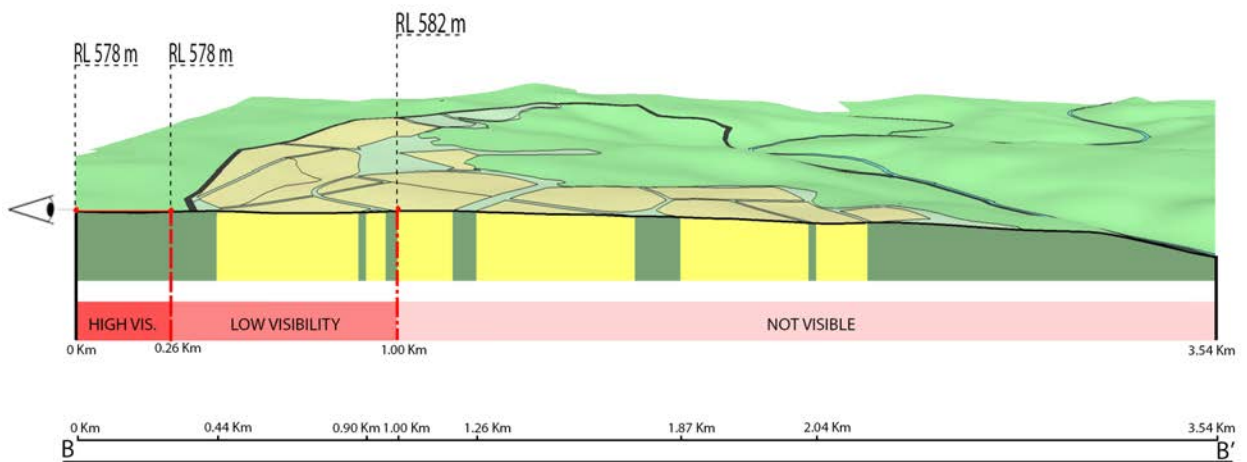 RL 582 m
RL 578 m RL 578 m
HIGH VIS. LOW VISIBILITY NOT VISIBLE
0 Km 0.26 Km 1.00 Km 3.54 Km
0 Km 0.44 Km 0.90 Km 1.00 Km 1.26 Km 1.87 Km 2.04 Km 3.54 Km
B B'